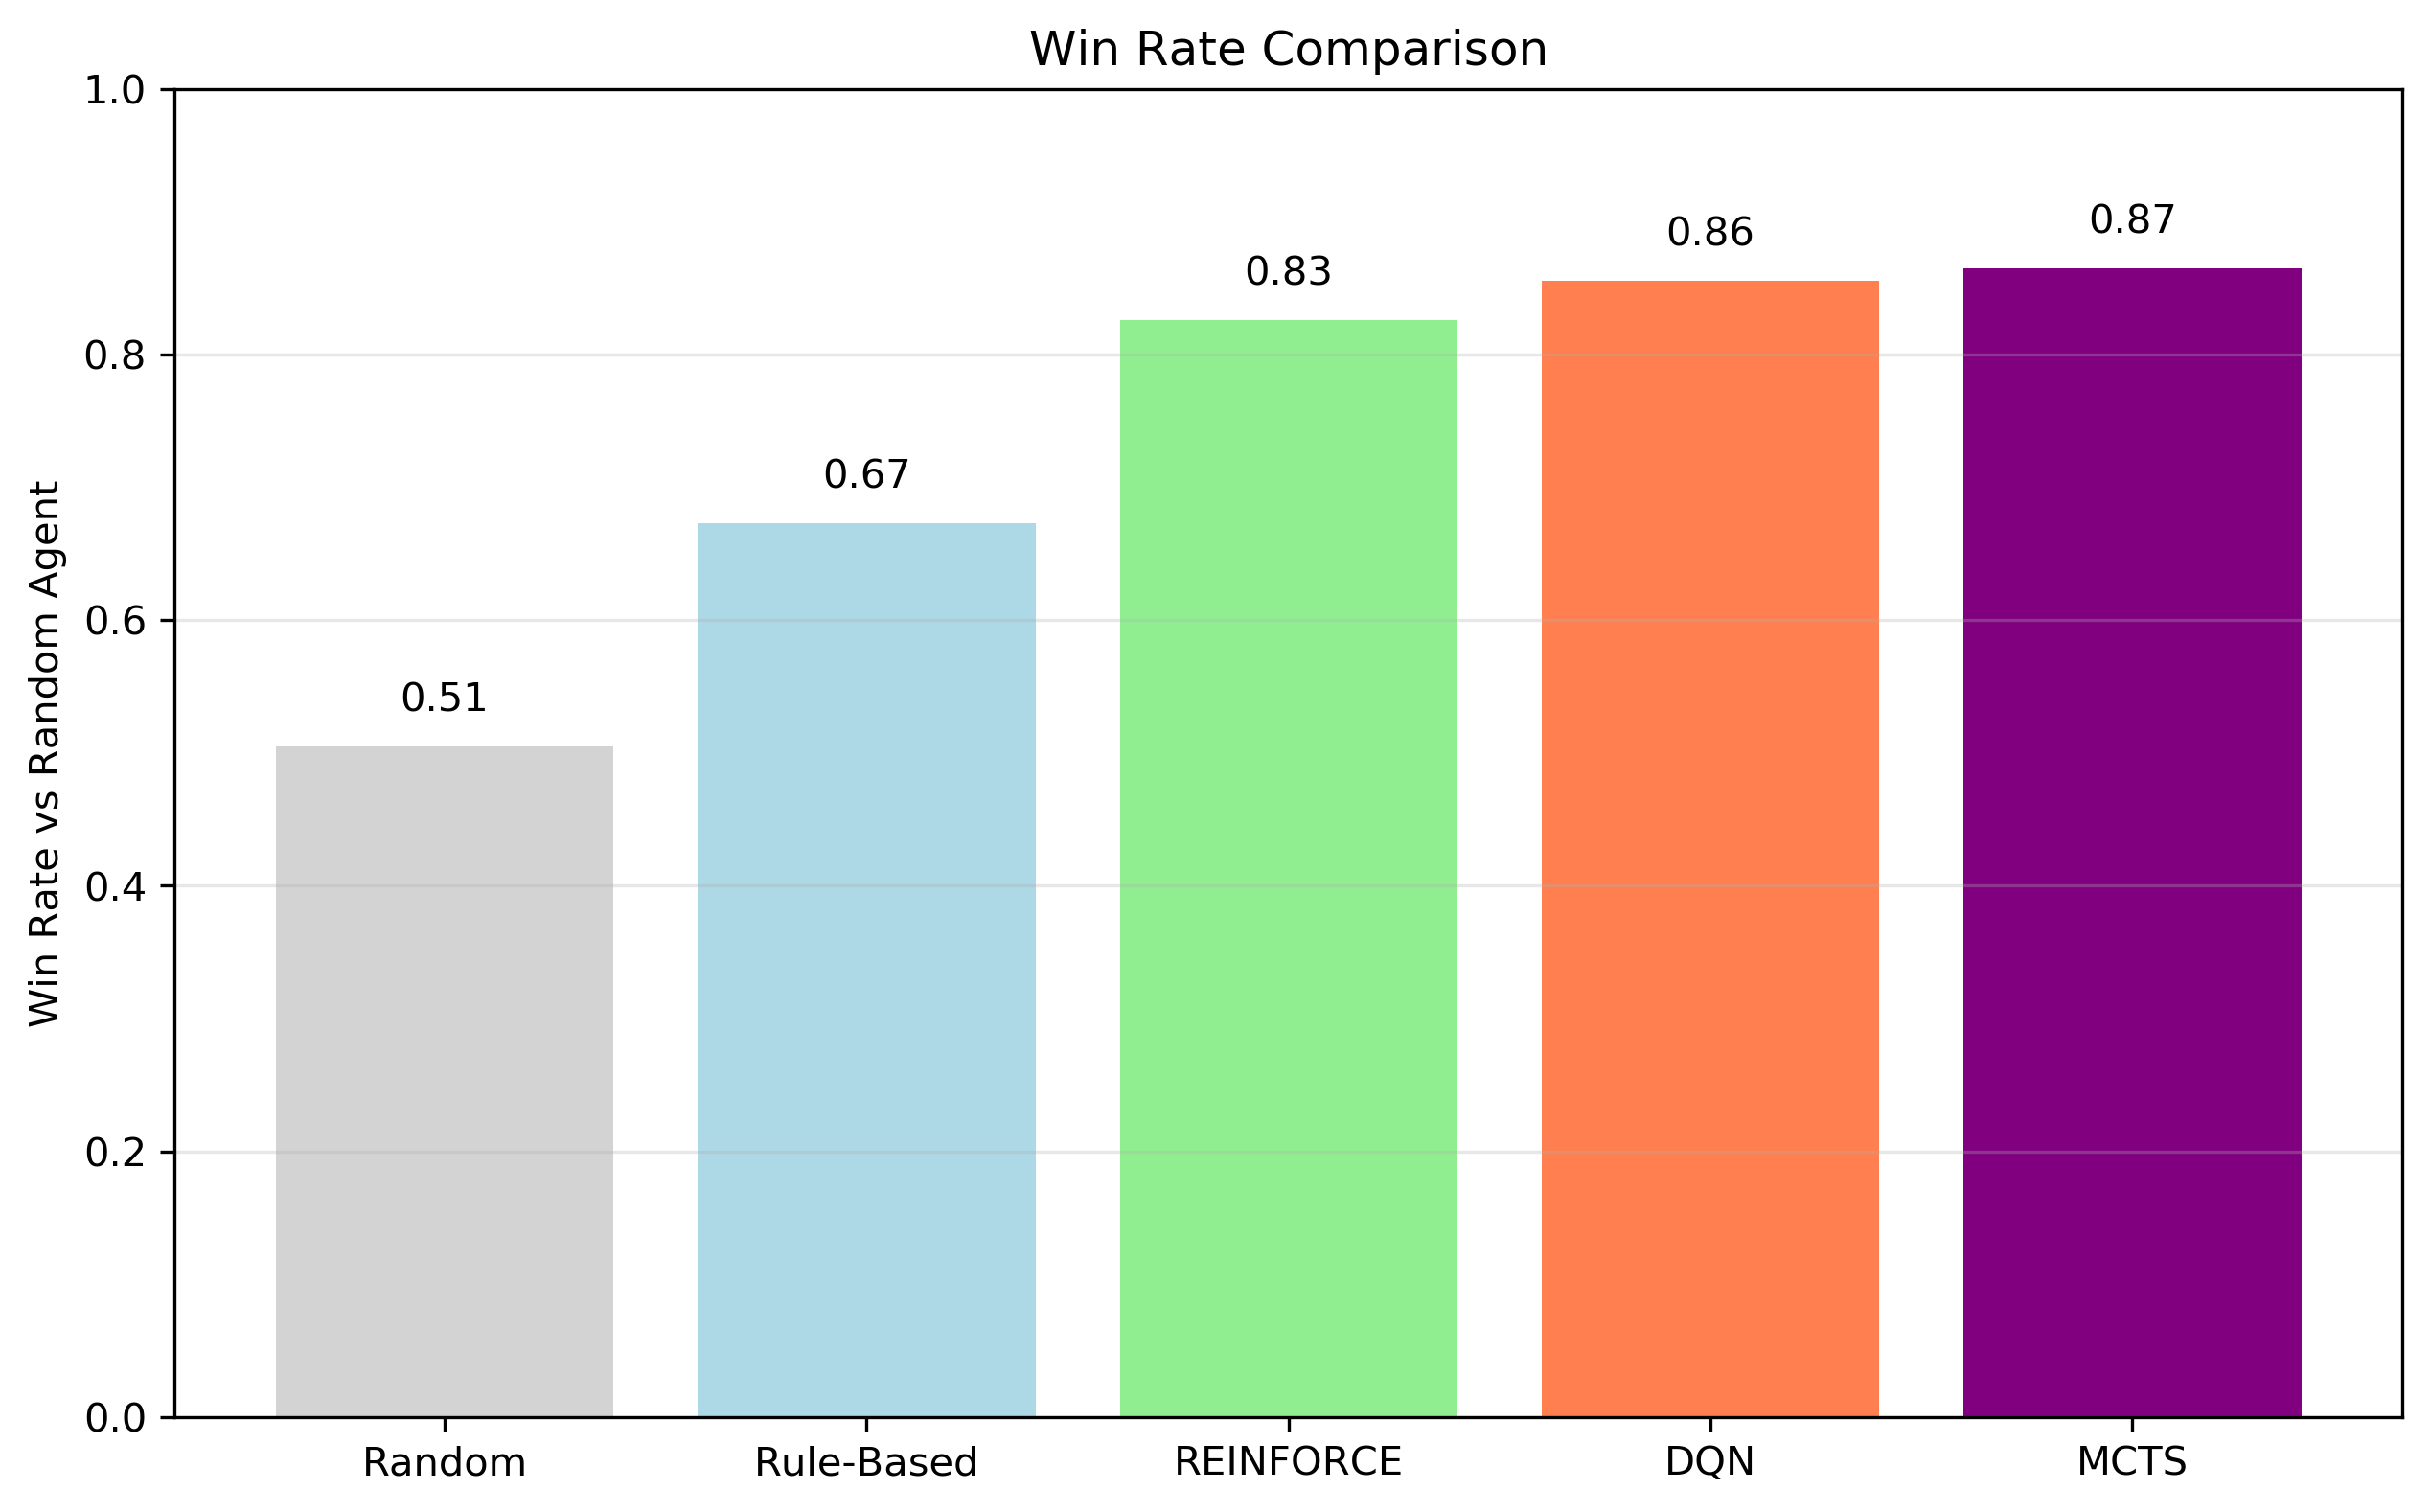 Win Rate Comparison
Win Rate vs Random Agent
1.0
0.8
0.6
0.4
0.2
0.0
0.51
0.67
0.83
0.86
0.87
Random
Rule-Based
REINFORCE
DQN
MCTS